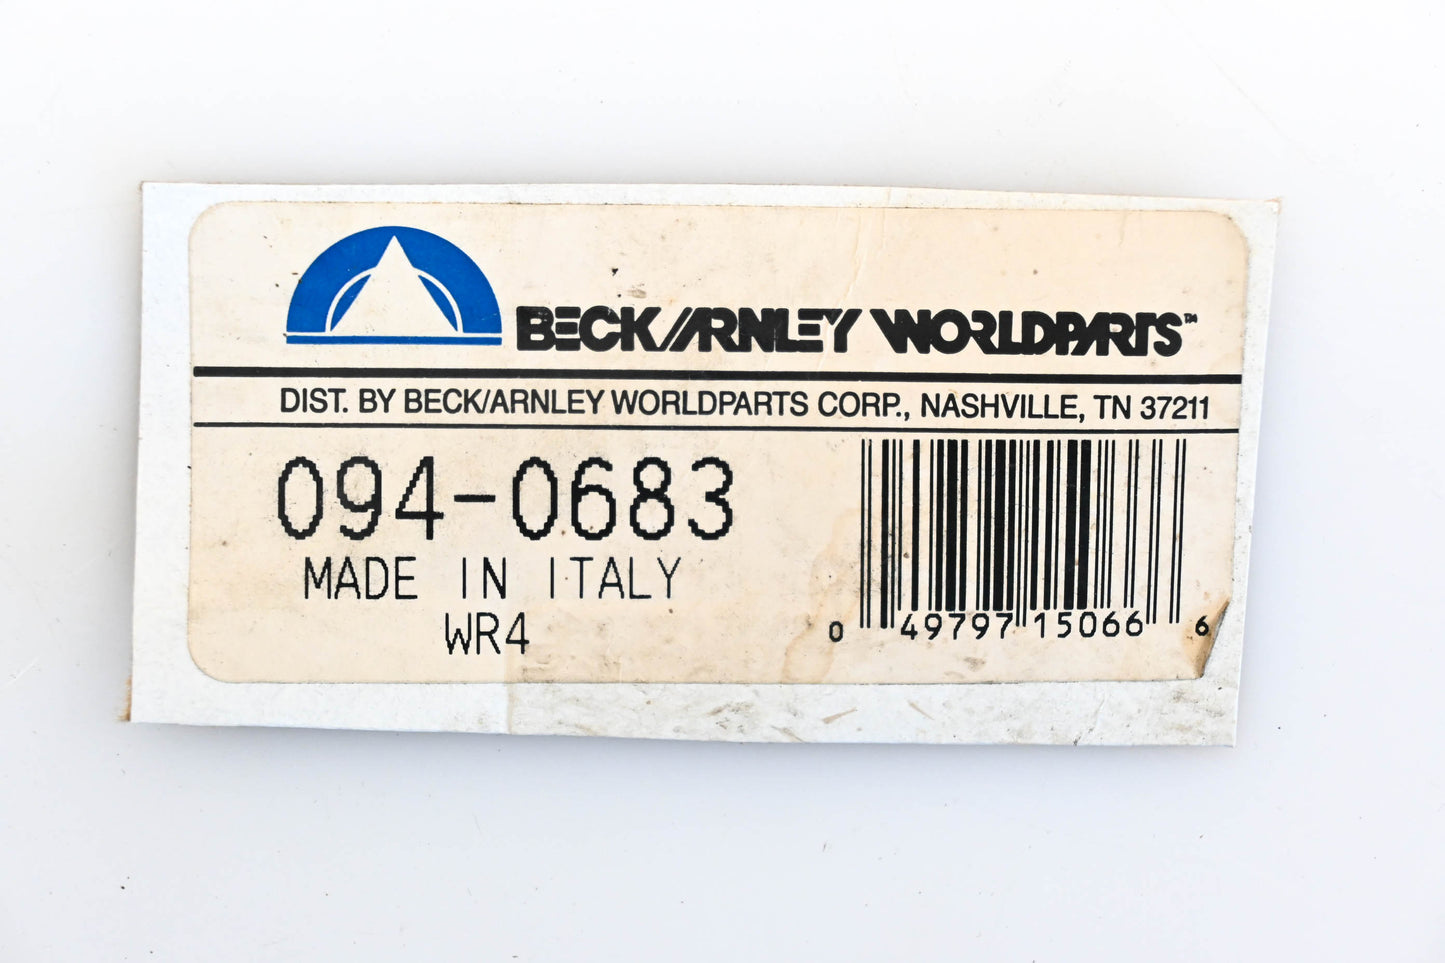 BECK/ARNLEY WORLDPARTS™
DIST. BY BECK/ARNLEY WORLDPARTS CORP., NASHVILLE, TN 37211
094-0683
MADE IN ITALY
WR4
0 49797 15066 6